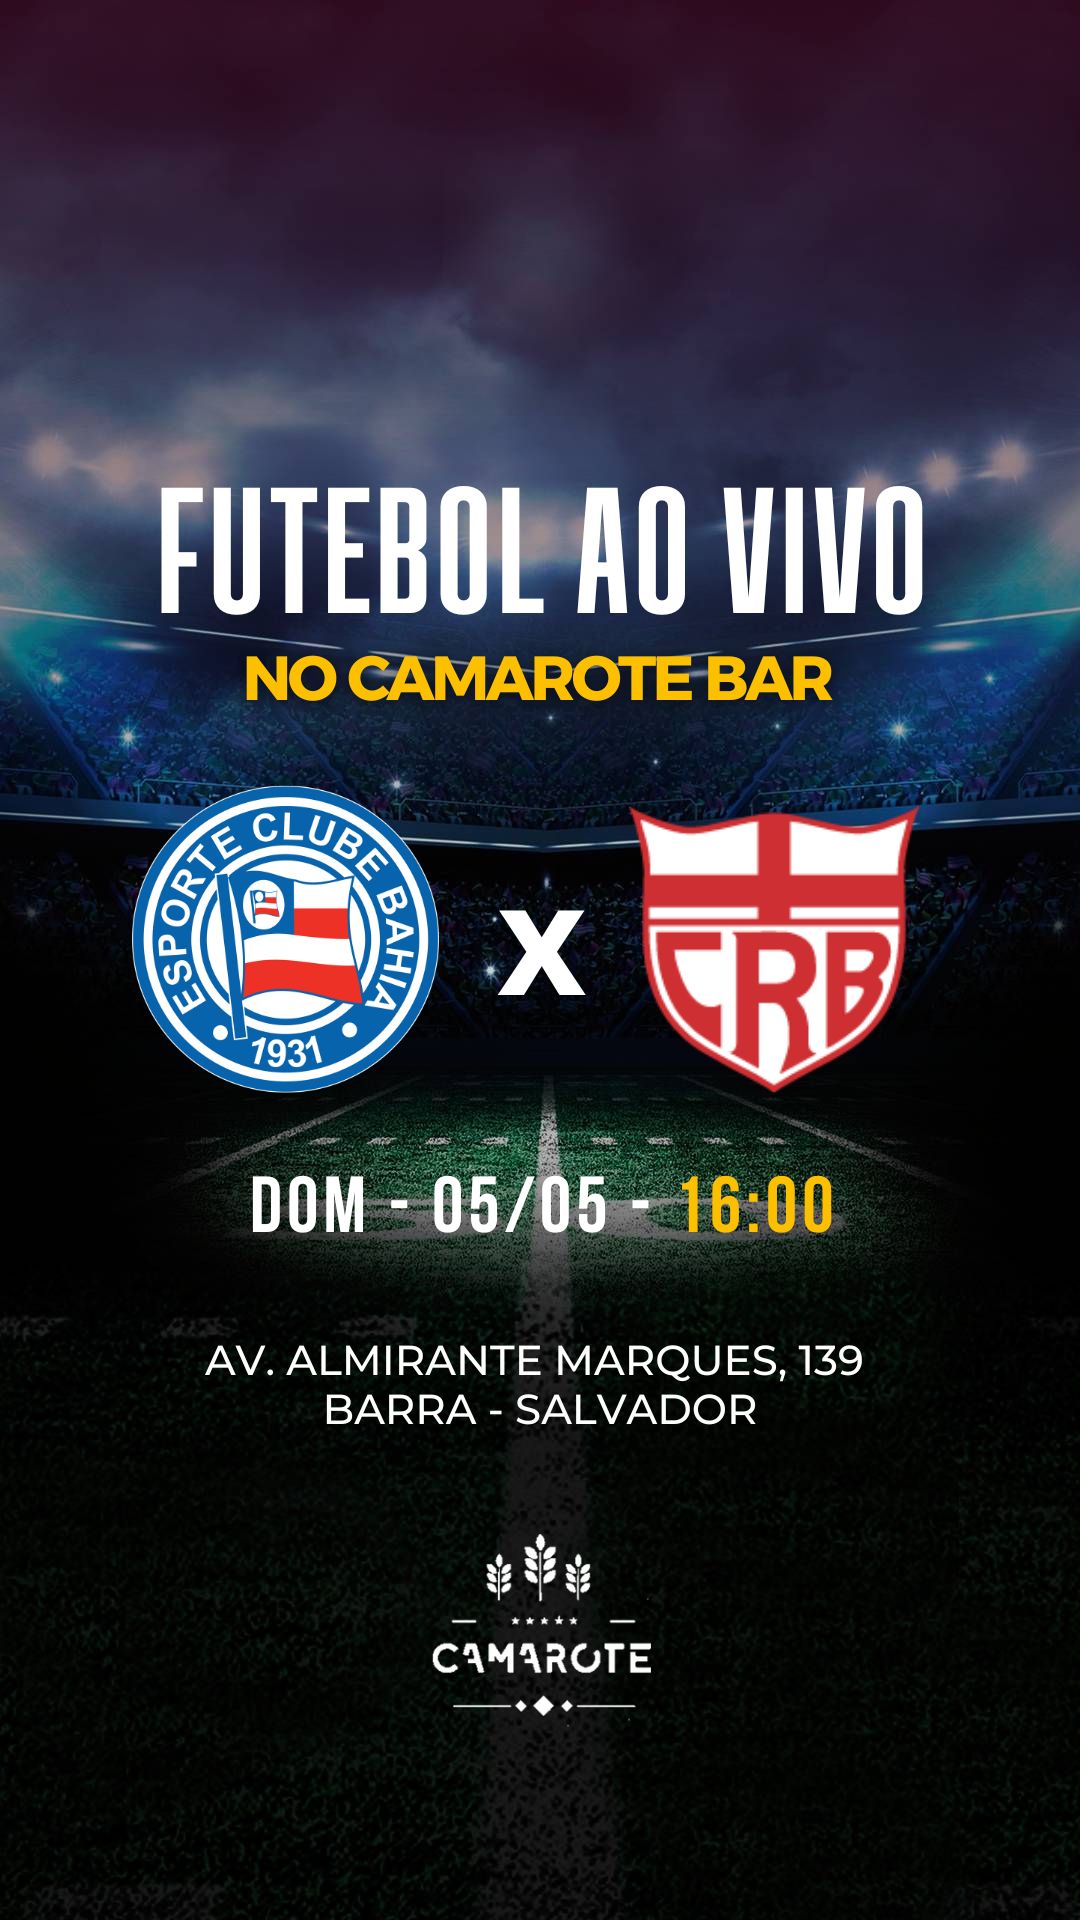 FUTEBOL AO VIVO
NO CAMAROTE BAR
ESPORTE CLUBE BAHIA
1931
X
CRB
DOM - 05/05 - 16:00
AV. ALMIRANTE MARQUES, 139
BARRA - SALVADOR
CAMAROTE